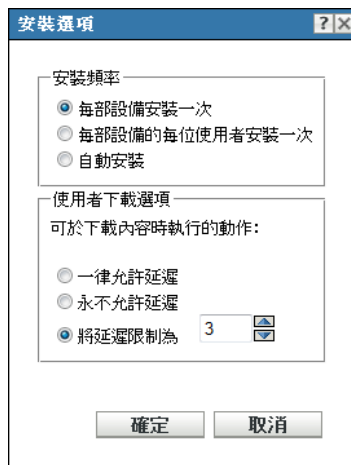 安裝選項
安裝頻率
每部設備安裝一次
每部設備的每位使用者安裝一次
自動安裝
使用者下載選項
可於下載內容時執行的動作:
一律允許延遲
永不允許延遲
將延遲限制為 3
確定 取消